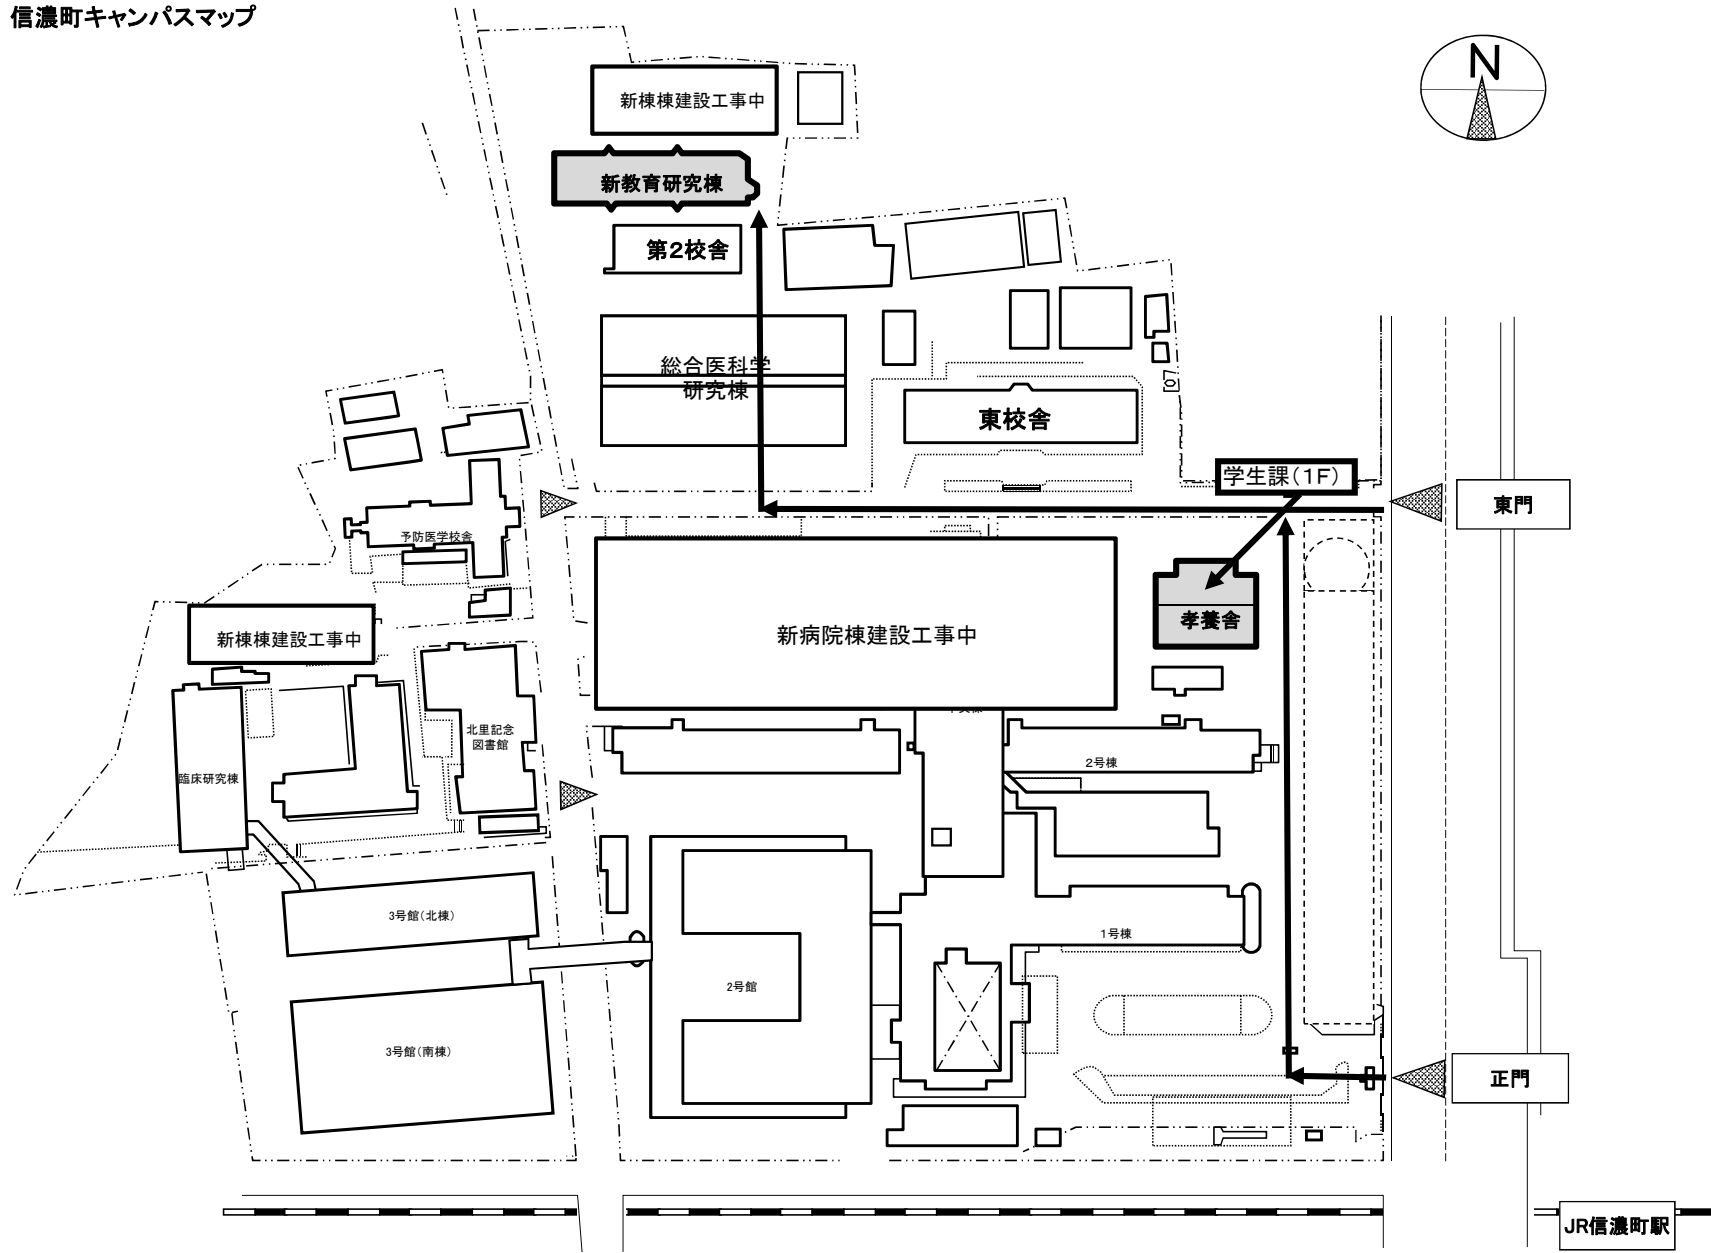 信濃町キャンパスマップ
N
新棟棟建設工事中
新教育研究棟
第2校舎
総合医科学
研究棟
東校舎
学生課(1F)
東門
予防医学校舎
孝養舎
新棟棟建設工事中
新病院棟建設工事中
北里記念
図書館
臨床研究棟
2号棟
3号館(北棟)
1号棟
2号館
3号館(南棟)
正門
JR信濃町駅